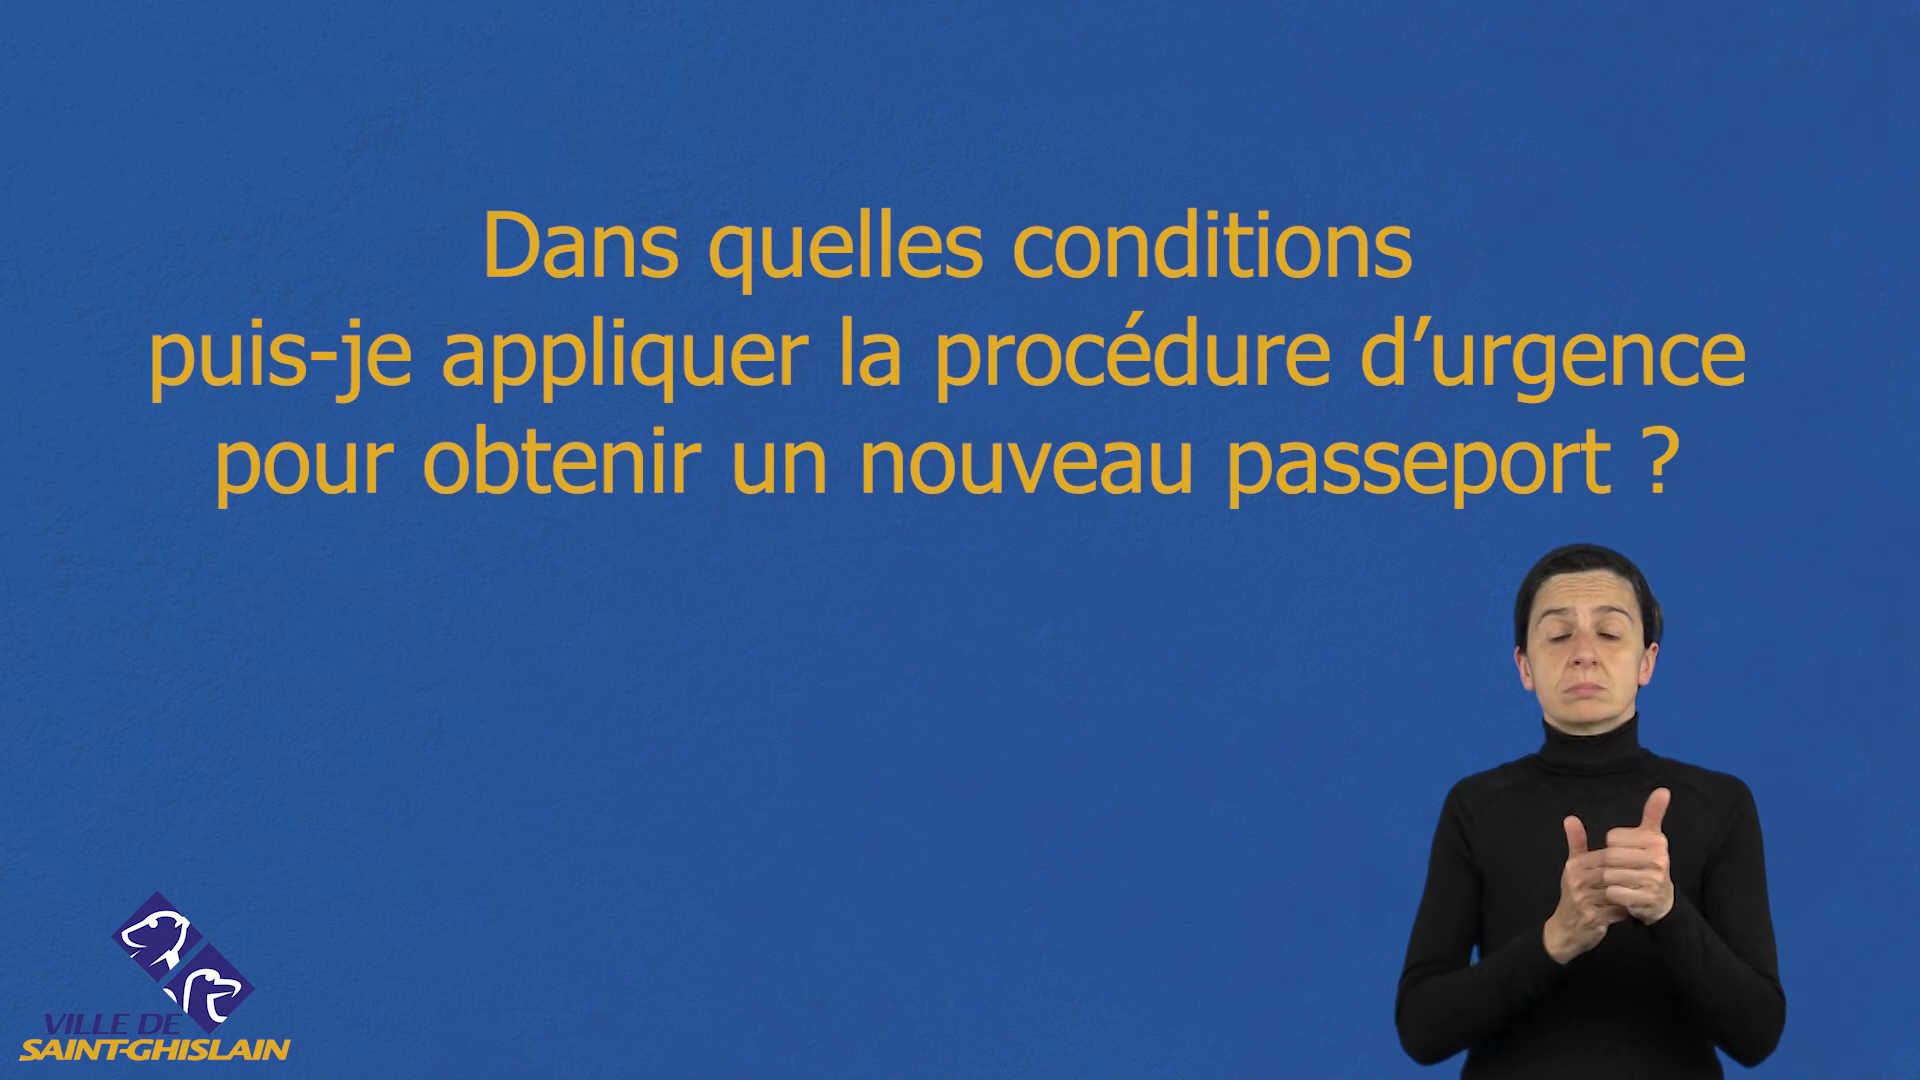 Dans quelles conditions
puis-je appliquer la procédure d’urgence
pour obtenir un nouveau passeport ?
VILLE DE
SAINT-GHISLAIN